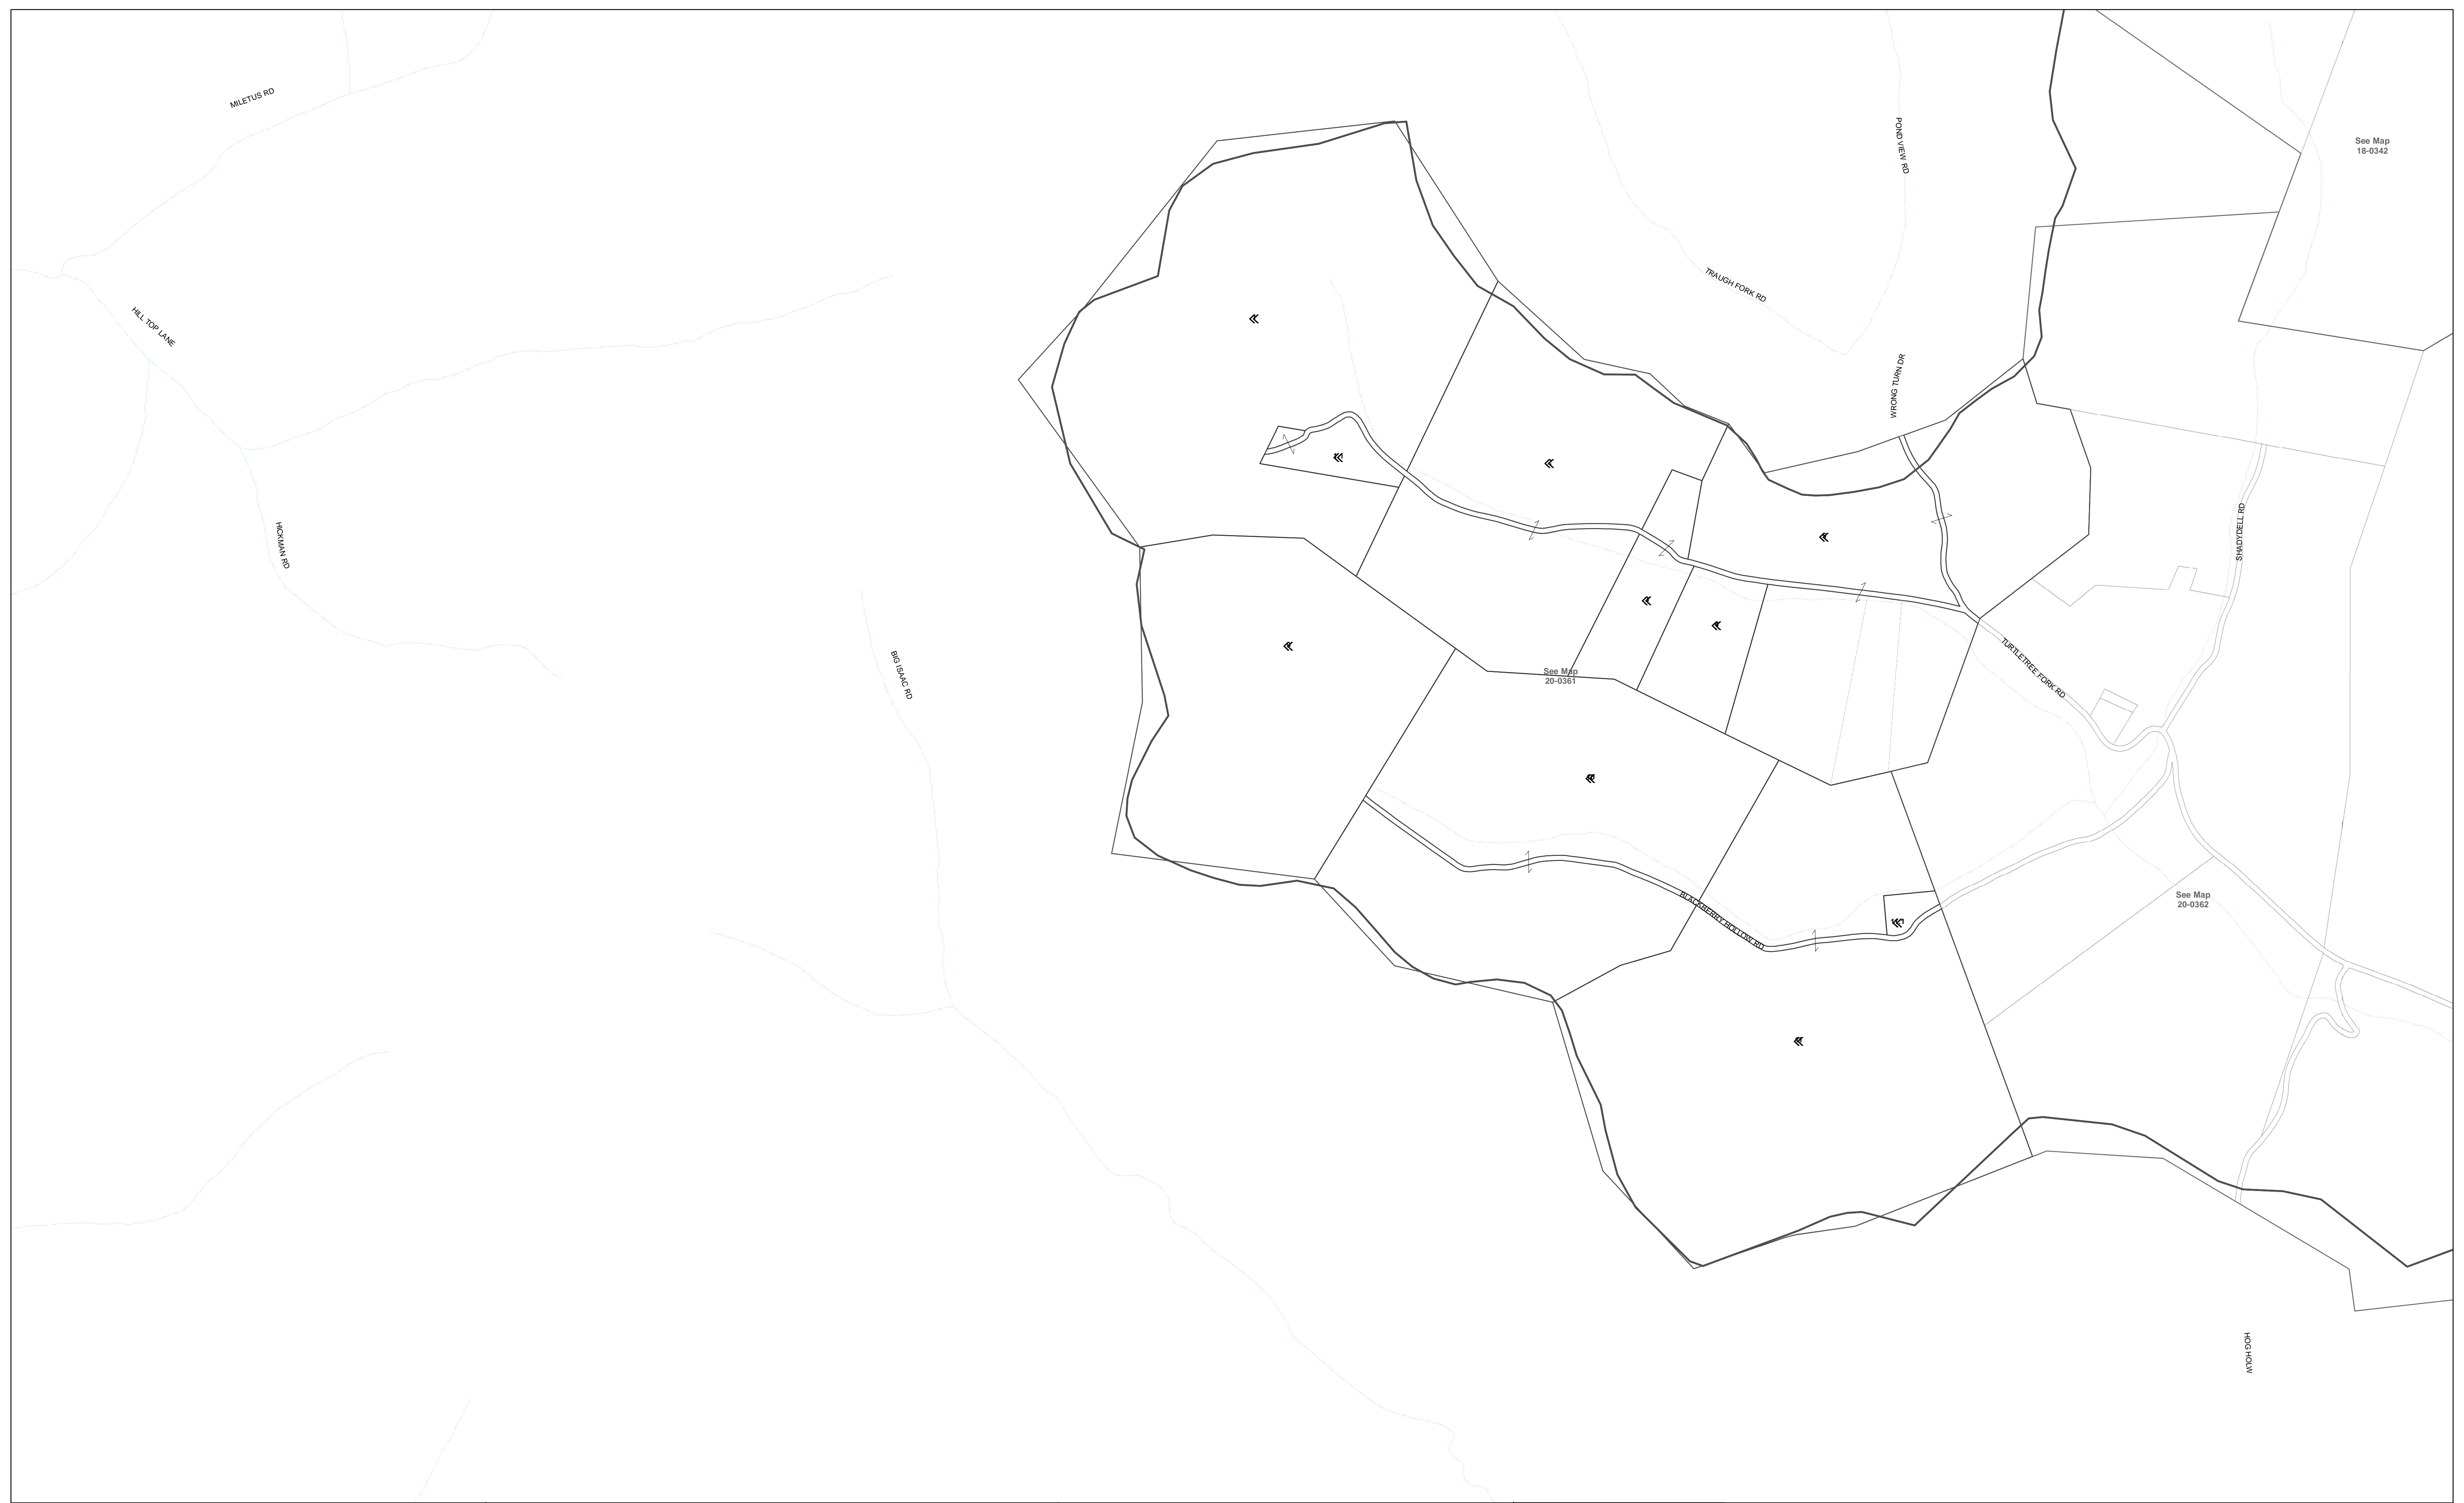 MILETUS RD
POND VIEW RD
See Map
18-0342
TRAUGH FORK RD
HILL TOP LANE
WRONG TURN DR
HICKMAN RD
SHADYDELL RD
BIG ISAAC RD
TURTLETREE FORK RD
See Map
20-0361
BLACKBERRY HOLLOW RD
See Map
20-0362
HOG HOLW